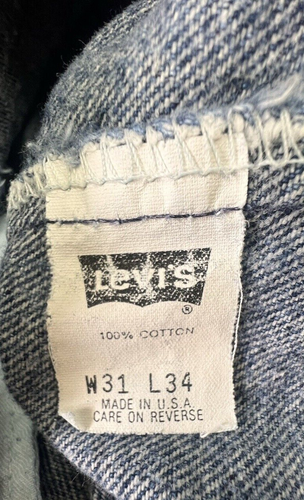 LEVI'S
®
100% COTTON
W31 L34
MADE IN U.S.A.
CARE ON REVERSE